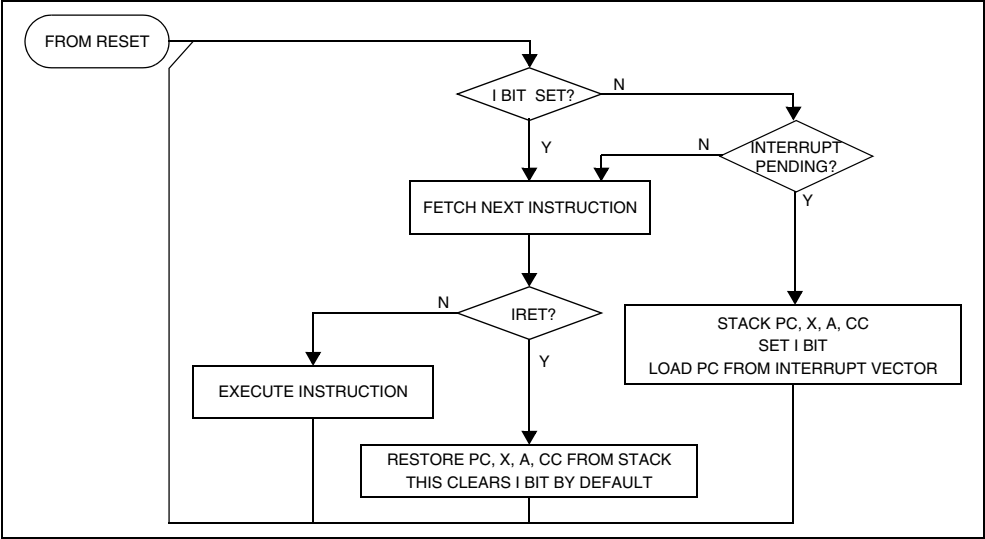 FROM RESET
I BIT SET?
N
Y
INTERRUPT
PENDING?
N
Y
FETCH NEXT INSTRUCTION
IRET?
N
Y
STACK PC, X, A, CC
SET I BIT
LOAD PC FROM INTERRUPT VECTOR
EXECUTE INSTRUCTION
RESTORE PC, X, A, CC FROM STACK
THIS CLEARS I BIT BY DEFAULT